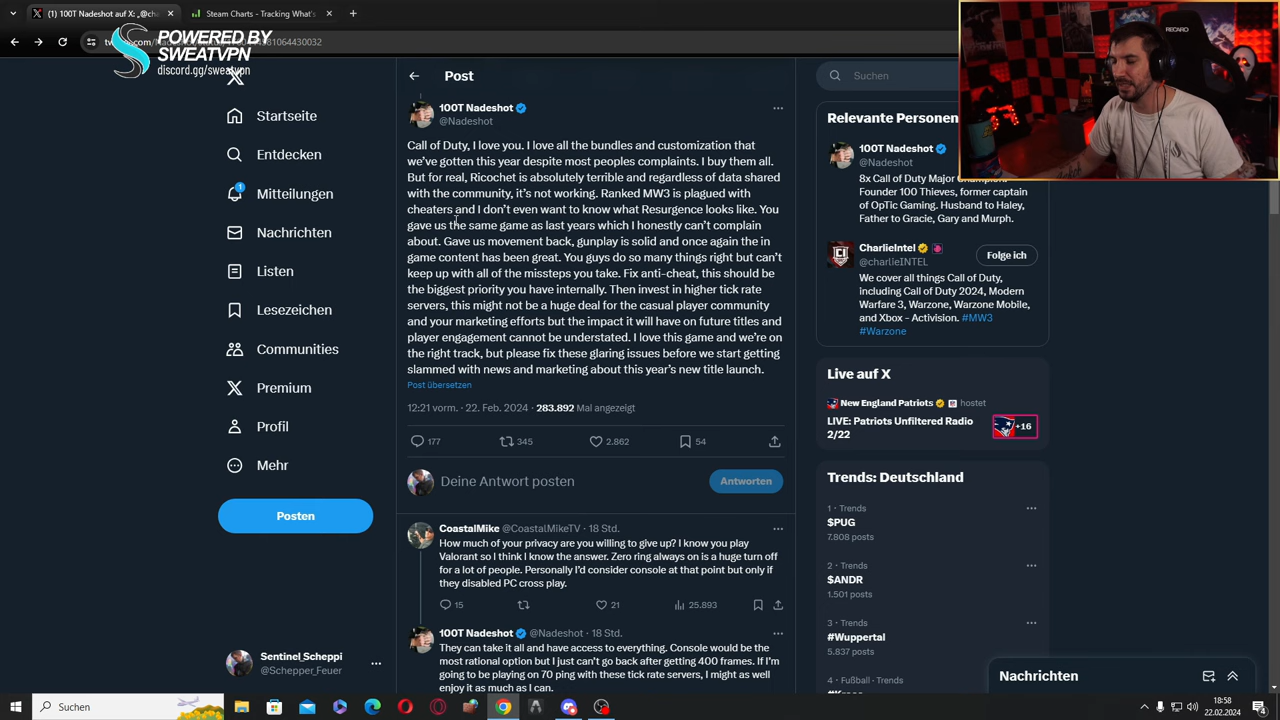 100T Nadeshot auf X: „@cha
Steam Charts - Tracking What's
POWERED BY
SWEATVPN
discord.gg/sweatvpn
Startseite
Entdecken
1
Mitteilungen
Nachrichten
Listen
Lesezeichen
Communities
Premium
Profil
Mehr
Posten
Sentinel_Scheppi
@Schepper_Feuer
Post
100T Nadeshot
@Nadeshot
Call of Duty, I love you. I love all the bundles and customization that
we've gotten this year despite most peoples complaints. I buy them all.
But for real, Ricochet is absolutely terrible and regardless of data shared
with the community, it's not working. Ranked MW3 is plagued with
cheaters and I don't even want to know what Resurgence looks like. You
gave us the same game as last years which I honestly can't complain
about. Gave us movement back, gunplay is solid and once again the in
game content has been great. You guys do so many things right but can't
keep up with all of the missteps you take. Fix anti-cheat, this should be
the biggest priority you have internally. Then invest in higher tick rate
servers, this might not be a huge deal for the casual player community
and your marketing efforts but the impact it will have on future titles and
player engagement cannot be understated. I love this game and we're on
the right track, but please fix these glaring issues before we start getting
slammed with news and marketing about this year's new title launch.
Post übersetzen
12:21 vorm. · 22. Feb. 2024 · 283.892 Mal angezeigt
177 345 2.862 54
Deine Antwort posten
Antworten
CoastalMike @CoastalMikeTV · 18 Std.
How much of your privacy are you willing to give up? I know you play
Valorant so I think I know the answer. Zero ring always on is a huge turn off
for a lot of people. Personally I'd consider console at that point but only if
they disabled PC cross play.
15 21 25.893
100T Nadeshot @Nadeshot · 18 Std.
They can take it all and have access to everything. Console would be the
most rational option but I just can't go back after getting 400 frames. If I'm
going to be playing on 70 ping with these tick rate servers, I might as well
enjoy it as much as I can.
Suchen
Relevante Personen
100T Nadeshot
@Nadeshot
8x Call of Duty Major Champion.
Founder 100 Thieves, former captain
of OpTic Gaming. Husband to Haley,
Father to Gracie, Gary and Murph.
CharlieIntel
@charlieINTEL
Folge ich
We cover all things Call of Duty,
including Call of Duty 2024, Modern
Warfare 3, Warzone, Warzone Mobile,
and Xbox - Activision. #MW3
#Warzone
Live auf X
New England Patriots hostet
LIVE: Patriots Unfiltered Radio
2/22
+16
Trends: Deutschland
1 · Trends
$PUG
7.808 posts
2 · Trends
$ANDR
1.501 posts
3 · Trends
#Wuppertal
5.837 posts
4 · Fußball · Trends
Nachrichten
RECARO
Suchen
18:58
22.02.2024
4